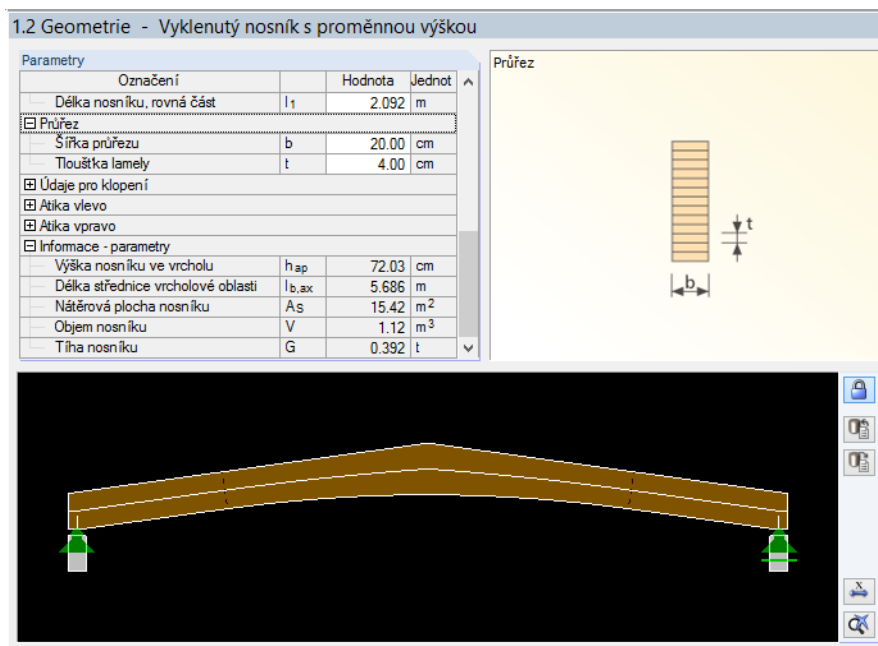 1.2 Geometrie - Vyklenutý nosník s proměnnou výškou
Parametry
Označení Hodnota Jednot
Délka nosníku, rovná část l1 2.092 m
Průřez
Šířka průřezu b 20.00 cm
Tloušťka lamely t 4.00 cm
Údaje pro klopení
Atika vlevo
Atika vpravo
Informace - parametry
Výška nosníku ve vrcholu hap 72.03 cm
Délka střednice vrcholové oblasti lb,ax 5.686 m
Nátěrová plocha nosníku As 15.42 m2
Objem nosníku V 1.12 m3
Tíha nosníku G 0.392 t
Průřez
t
b
x